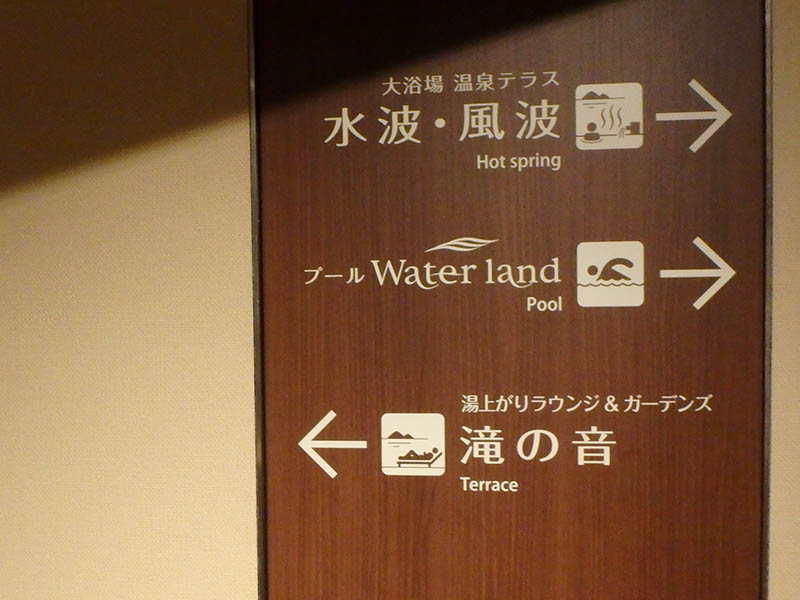 大浴場 温泉テラス
水波・風波
Hot spring
プール Water land
Pool
湯上がりラウンジ & ガーデンズ
滝の音
Terrace